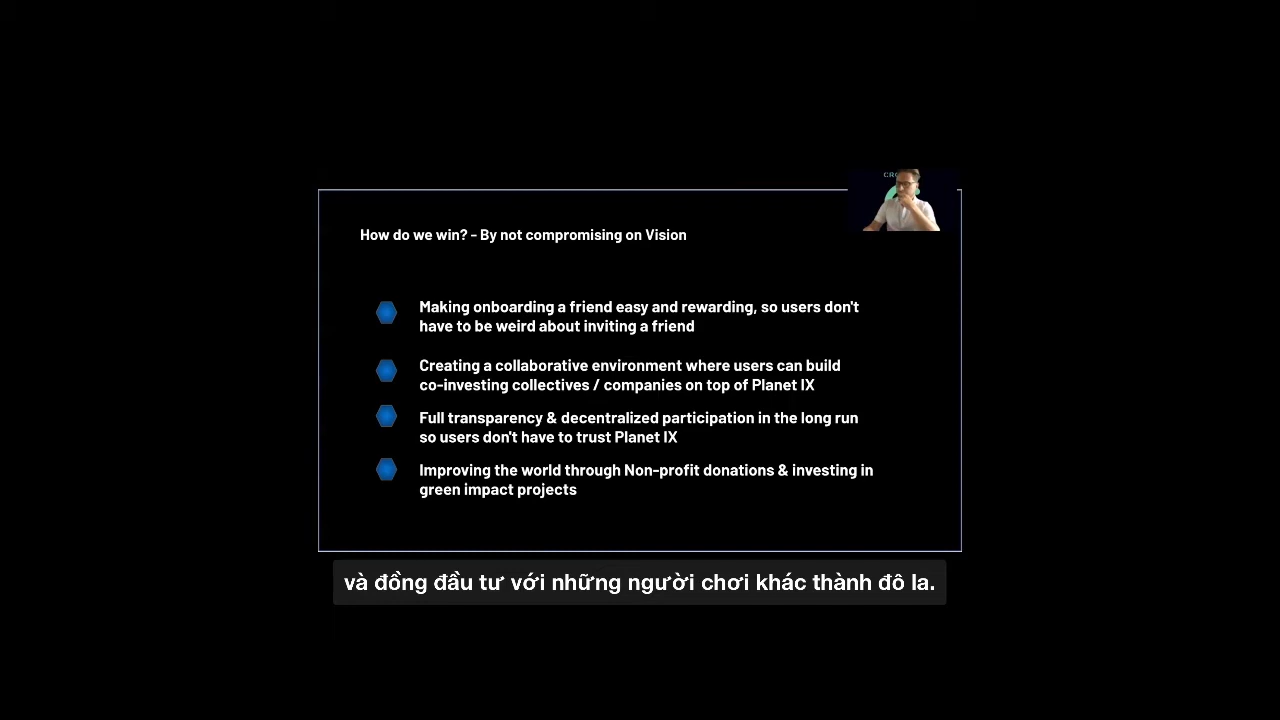 How do we win? - By not compromising on Vision
Making onboarding a friend easy and rewarding, so users don't
have to be weird about inviting a friend
Creating a collaborative environment where users can build
co-investing collectives / companies on top of Planet IX
Full transparency & decentralized participation in the long run
so users don't have to trust Planet IX
Improving the world through Non-profit donations & investing in
green impact projects
và đồng đầu tư với những người chơi khác thành đô la.